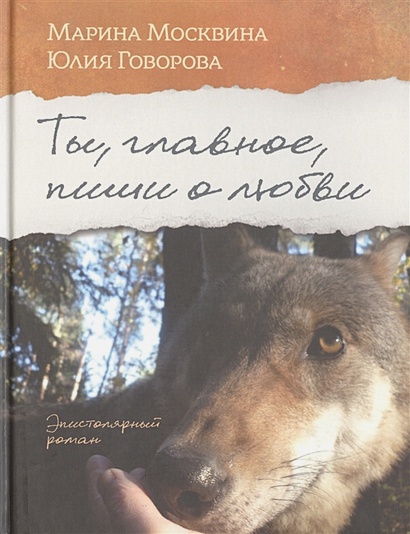 Марина Москвина
Юлия Говорова
Ты, главное,
пиши о любви
Эпистолярный
роман